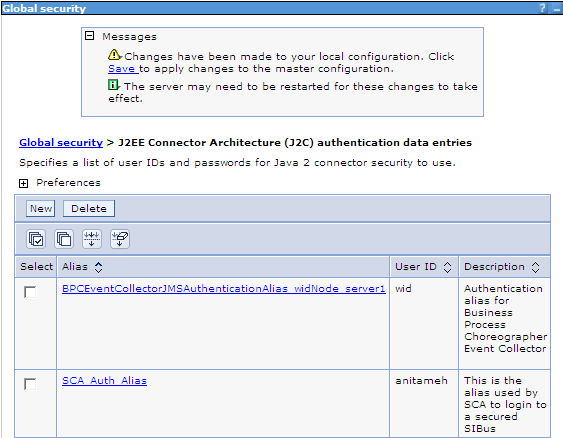 Global security
? _
Messages
Changes have been made to your local configuration. Click
Save to apply changes to the master configuration.
The server may need to be restarted for these changes to take
effect.
Global security > J2EE Connector Architecture (J2C) authentication data entries
Specifies a list of user IDs and passwords for Java 2 connector security to use.
Preferences
New Delete
Select Alias User ID Description
BPCEventCollectorJMSAuthenticationAlias_widNode_server1 wid Authentication
alias for
Business
Process
Choreographer
Event Collector
SCA_Auth_Alias anitameh This is the
alias used by
SCA to login to
a secured
SIBus